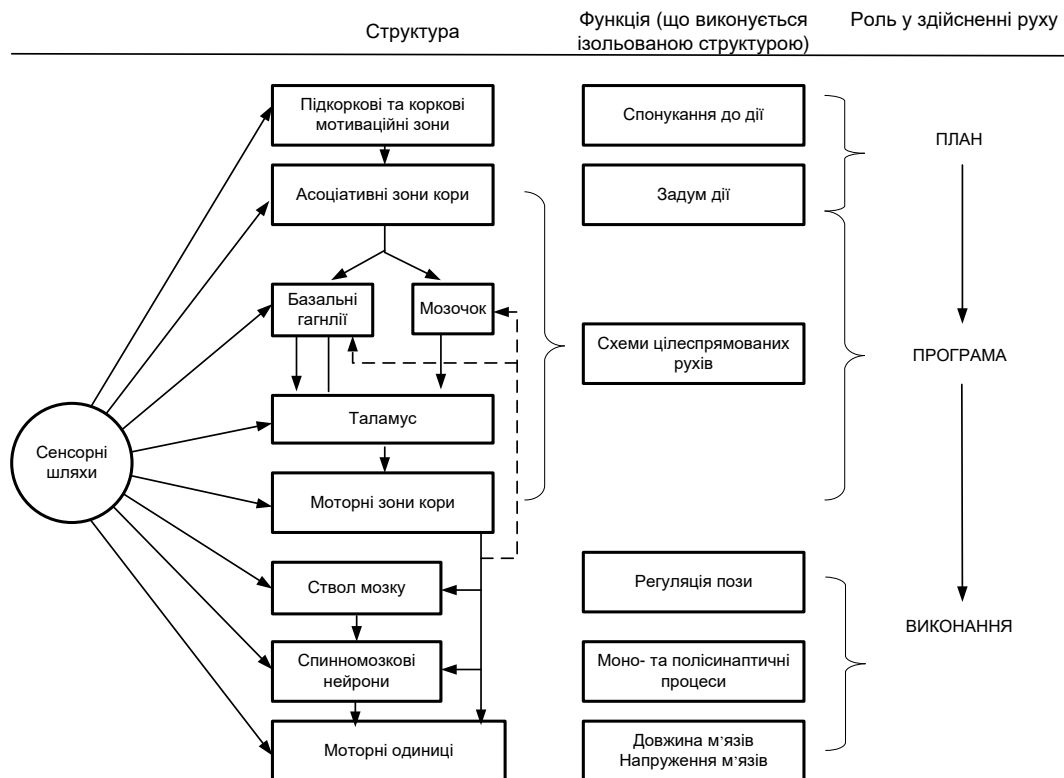 Структура
Функція (що виконується
ізольованою структурою)
Роль у здійсненні руху
Підкоркові та коркові
мотиваційні зони
Спонукання до дії
ПЛАН
Асоціативні зони кори
Задум дії
Базальні
гагнлії
Мозочок
Схеми цілеспрямованих
рухів
ПРОГРАМА
Таламус
Сенсорні
шляхи
Моторні зони кори
Ствол мозку
Регуляція пози
ВИКОНАННЯ
Спинномозкові
нейрони
Моно- та полісинаптичні
процеси
Моторні одиниці
Довжина м'язів
Напруження м'язів